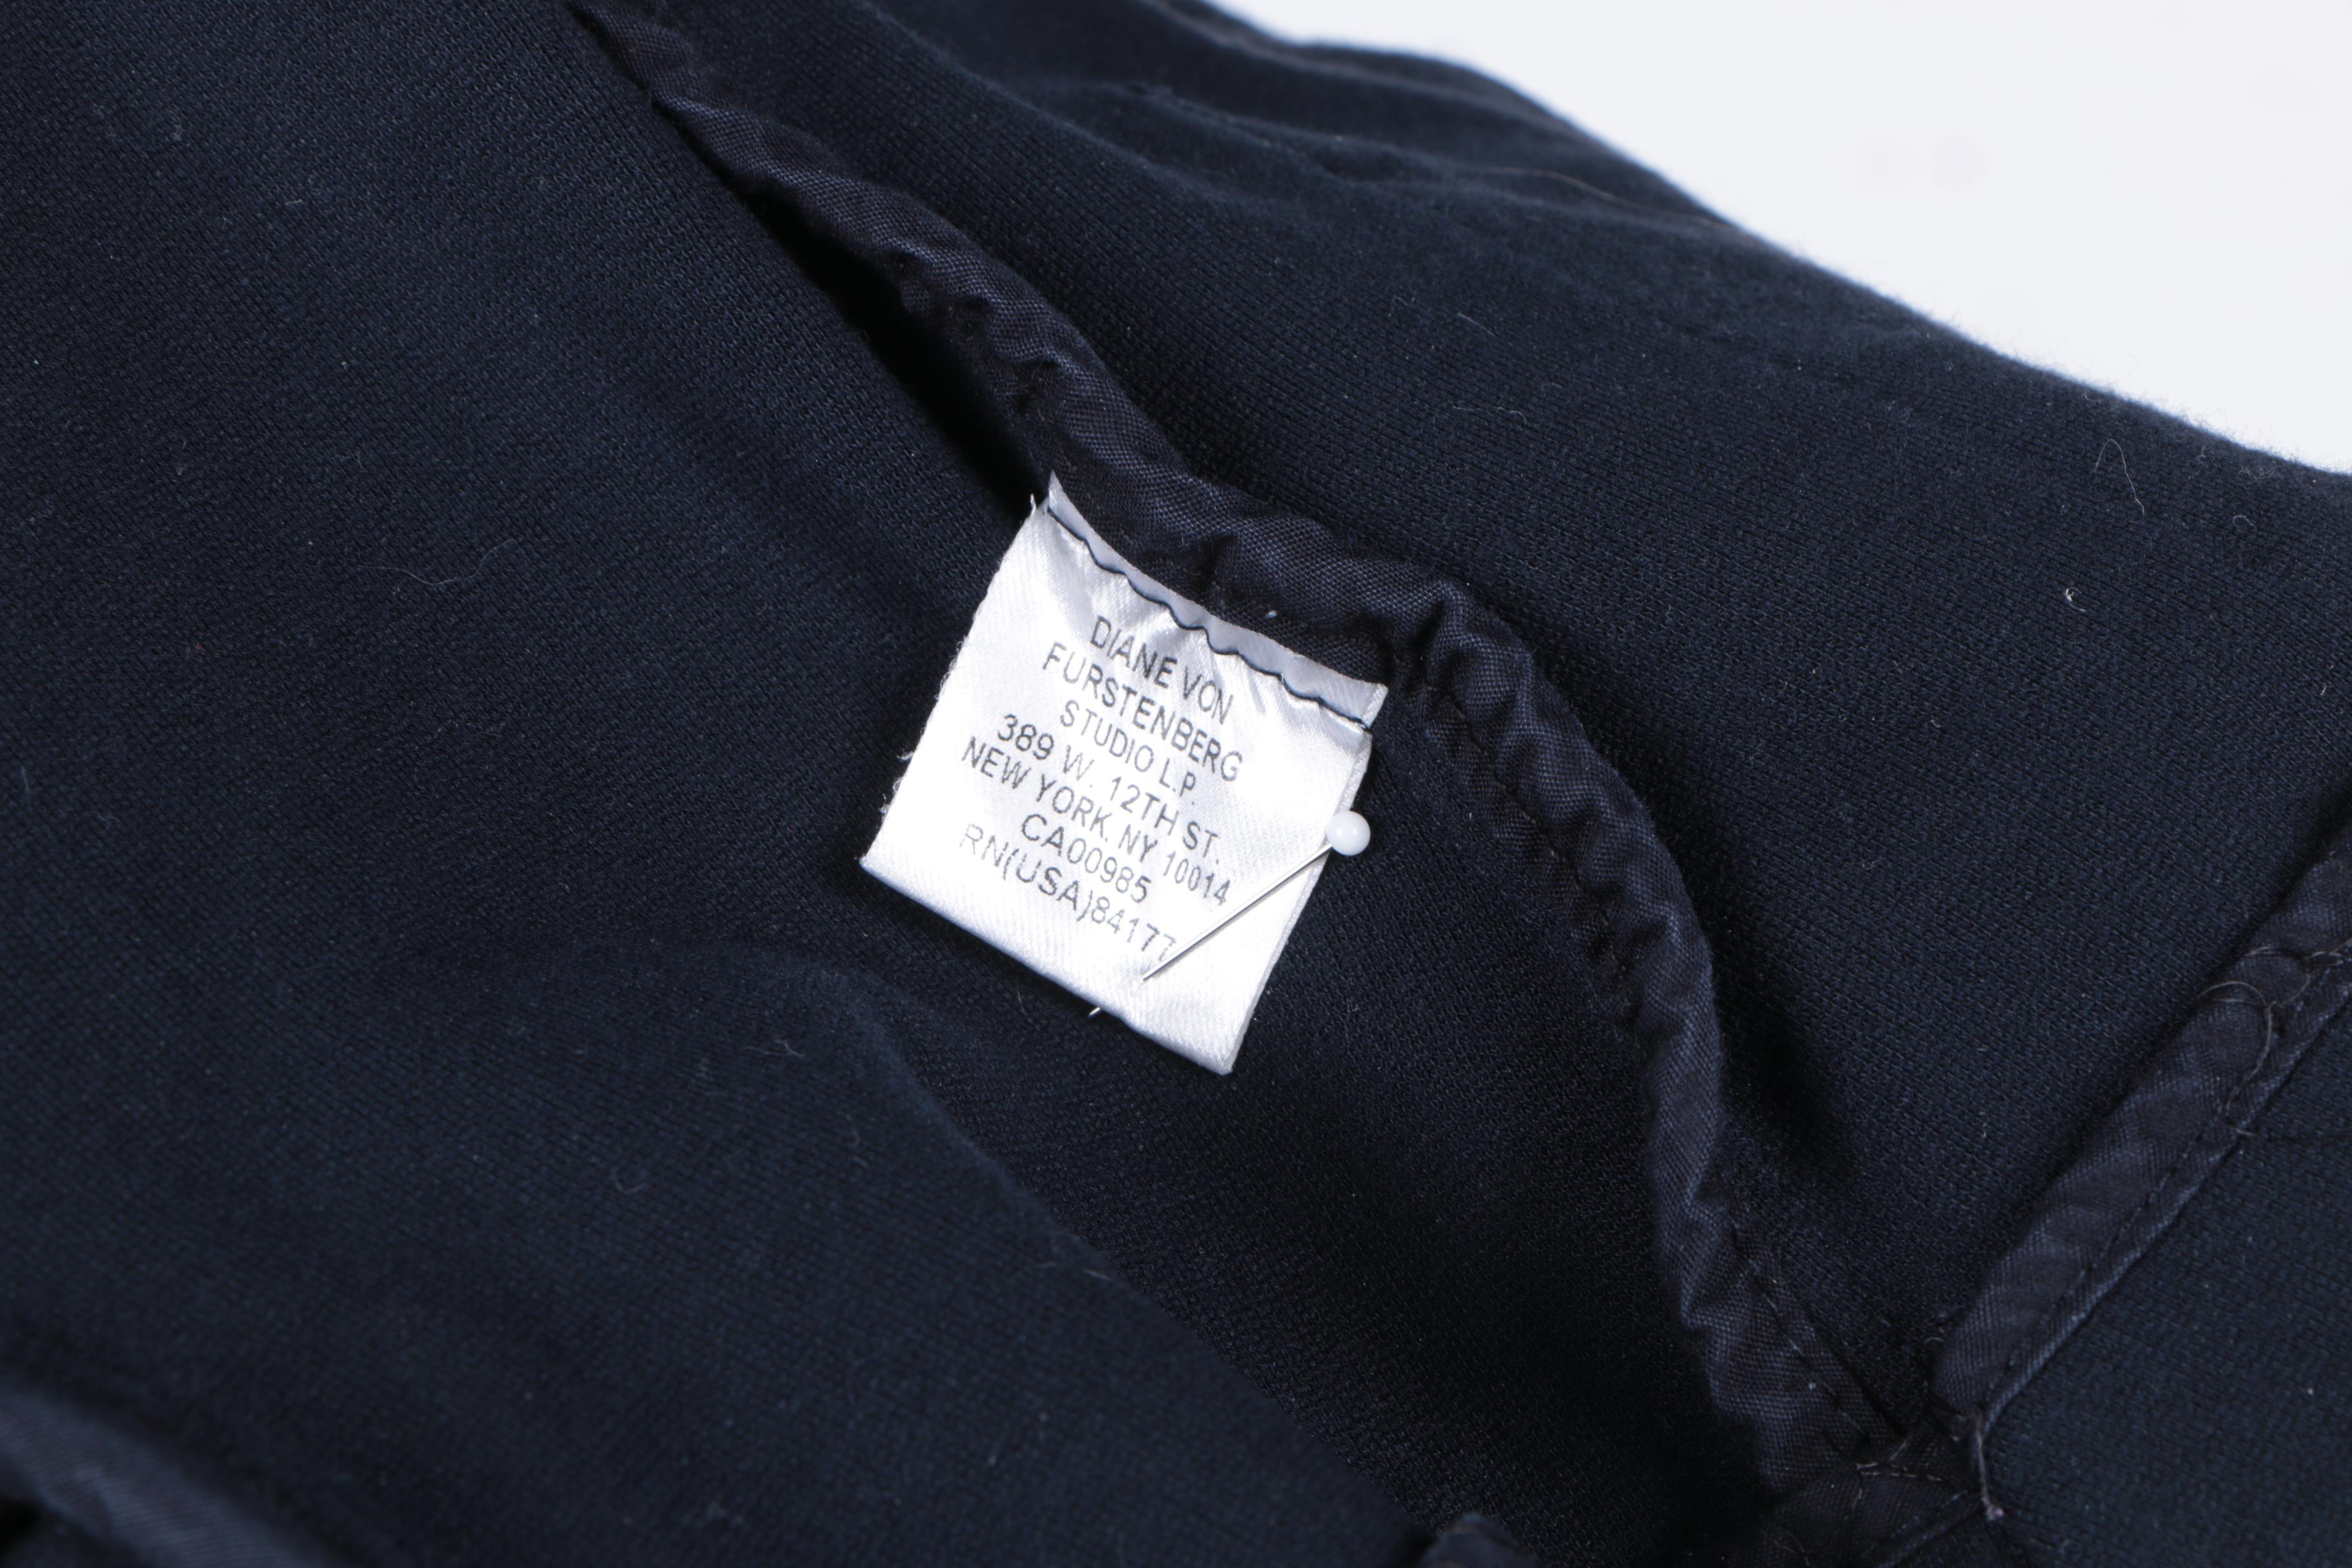 DIANE VON
FURSTENBERG
STUDIO L.P.
389 W. 12TH ST.
NEW YORK, NY 10014
CA00985
RN(USA)84177